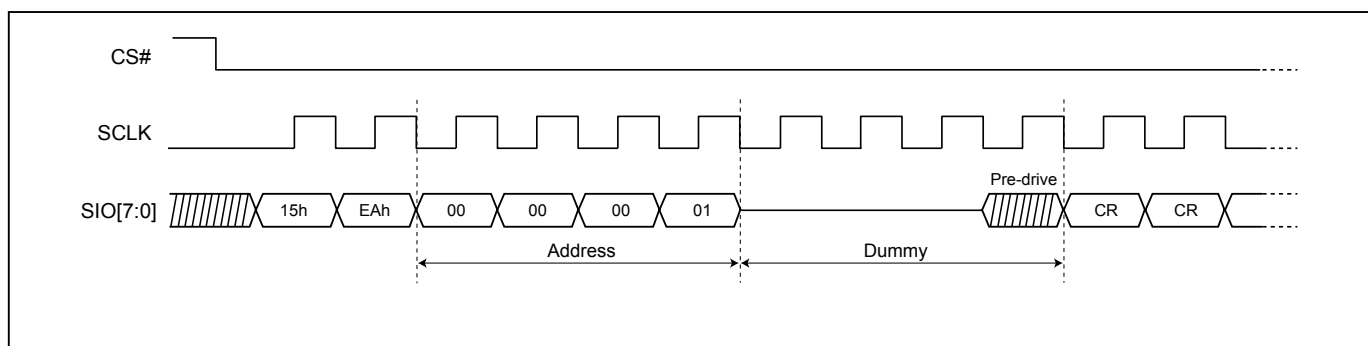 CS#
SCLK
Pre-drive
SIO[7:0] 15h EAh 00 00 00 01 CR CR
Address Dummy